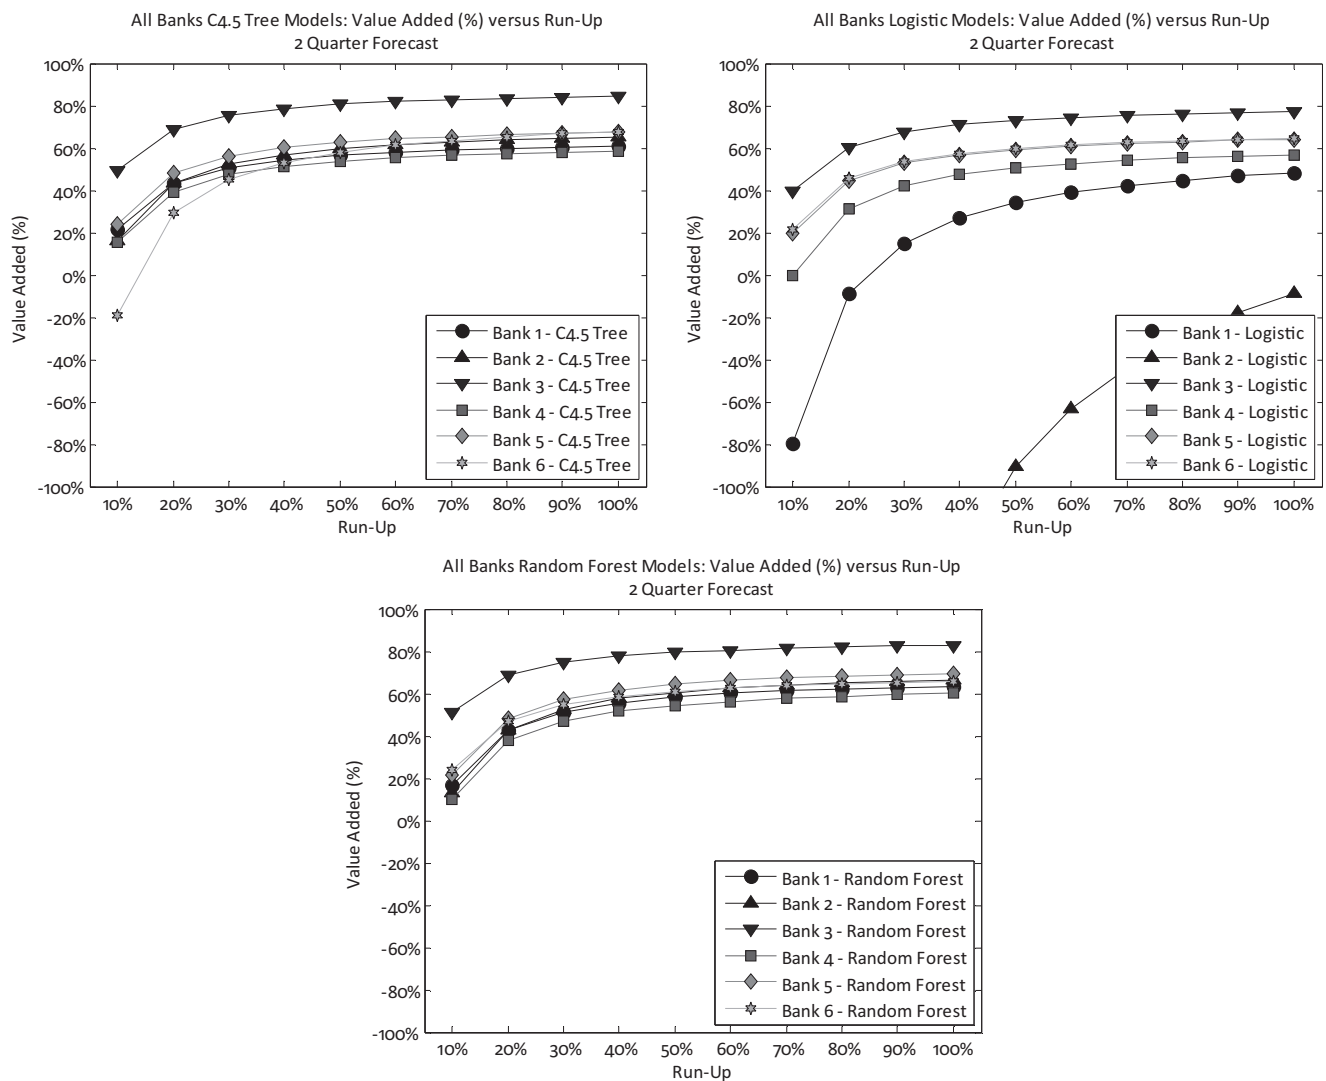 All Banks C4.5 Tree Models: Value Added (%) versus Run-Up
2 Quarter Forecast
100%
80%
60%
40%
20%
0%
-20%
-40%
-60%
-80%
-100%
Value Added (%)
Bank 1 - C4.5 Tree
Bank 2 - C4.5 Tree
Bank 3 - C4.5 Tree
Bank 4 - C4.5 Tree
Bank 5 - C4.5 Tree
Bank 6 - C4.5 Tree
10% 20% 30% 40% 50% 60% 70% 80% 90% 100%
Run-Up
All Banks Logistic Models: Value Added (%) versus Run-Up
2 Quarter Forecast
100%
80%
60%
40%
20%
0%
-20%
-40%
-60%
-80%
-100%
Value Added (%)
Bank 1 - Logistic
Bank 2 - Logistic
Bank 3 - Logistic
Bank 4 - Logistic
Bank 5 - Logistic
Bank 6 - Logistic
10% 20% 30% 40% 50% 60% 70% 80% 90% 100%
Run-Up
All Banks Random Forest Models: Value Added (%) versus Run-Up
2 Quarter Forecast
100%
80%
60%
40%
20%
0%
-20%
-40%
-60%
-80%
-100%
Value Added (%)
Bank 1 - Random Forest
Bank 2 - Random Forest
Bank 3 - Random Forest
Bank 4 - Random Forest
Bank 5 - Random Forest
Bank 6 - Random Forest
10% 20% 30% 40% 50% 60% 70% 80% 90% 100%
Run-Up